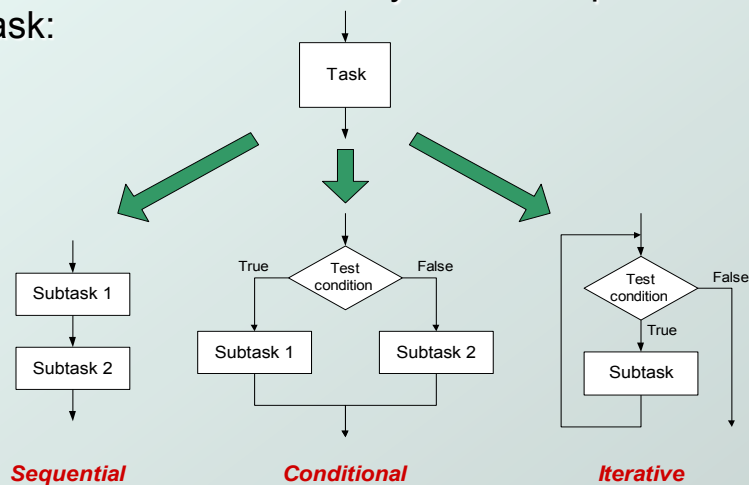 ask:
Task
True
Test
condition
False
Subtask 1
Subtask 2
Subtask 1
Subtask 2
Test
condition
False
True
Subtask
Sequential
Conditional
Iterative